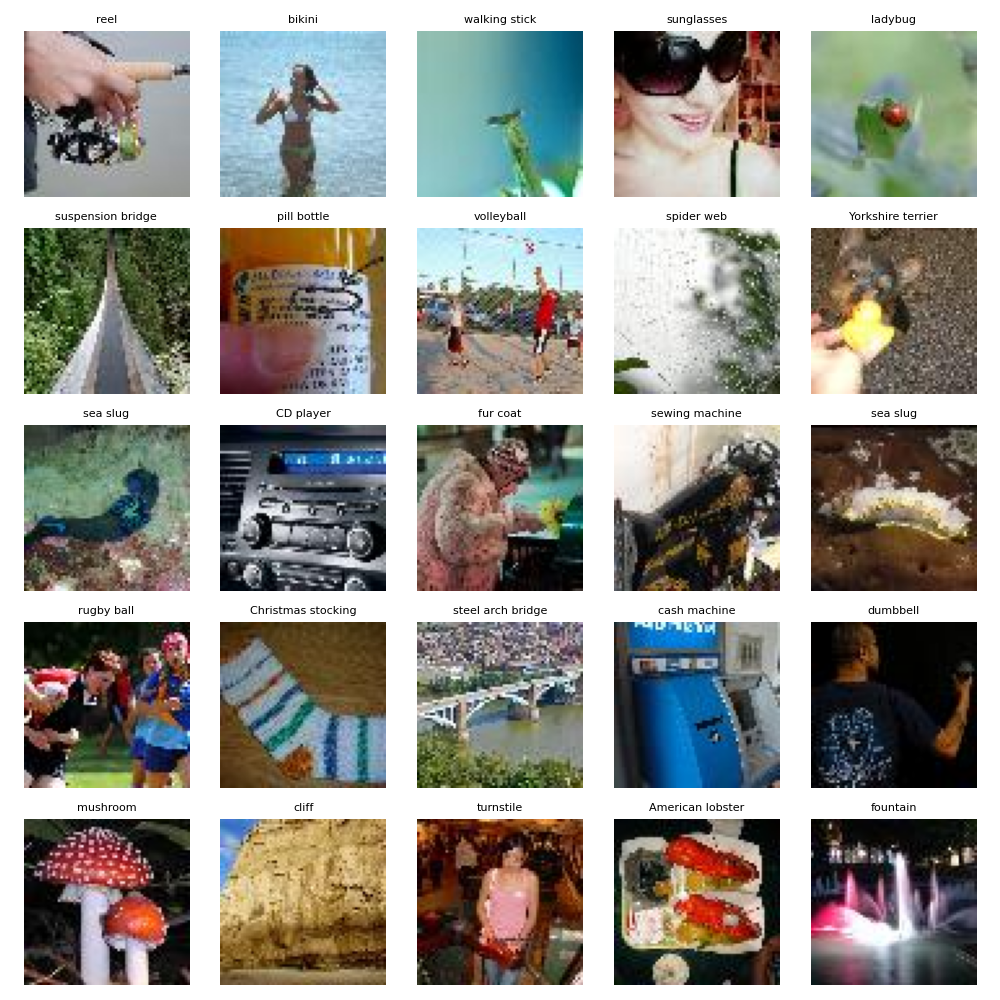 reel bikini walking stick sunglasses ladybug
suspension bridge pill bottle volleyball spider web Yorkshire terrier
sea slug CD player fur coat sewing machine sea slug
rugby ball Christmas stocking steel arch bridge cash machine dumbbell
mushroom cliff turnstile American lobster fountain